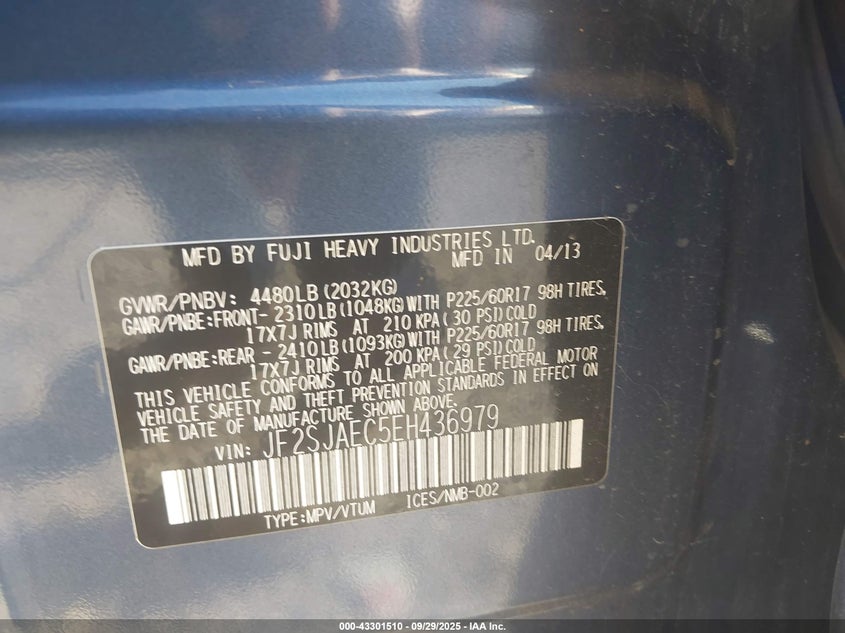 MFD BY FUJI HEAVY INDUSTRIES LTD.
MFD IN 04/13
GVWR/PNBV: 4480LB(2032KG)
GAWR/PNBE:FRONT- 2310LB(1048KG)WITH P225/60R17 98H TIRES,
17X7J RIMS AT 210 KPA(30 PSI)COLD
GAWR/PNBE:REAR - 2410LB(1093KG)WITH P225/60R17 98H TIRES,
17X7J RIMS AT 200 KPA(29 PSI)COLD
THIS VEHICLE CONFORMS TO ALL APPLICABLE FEDERAL MOTOR
VEHICLE SAFETY AND THEFT PREVENTION STANDARDS IN EFFECT ON
THE DATE OF MANUFACTURE SHOWN ABOVE.
VIN: JF2SJAEC5EH436979
TYPE:MPV/VTUM ICES/NMB-002
000-43301510 - 09/29/2025 - IAA Inc.